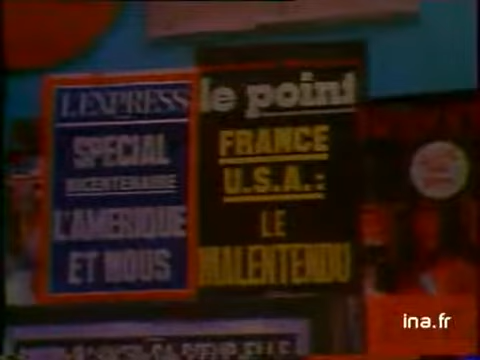 L'EXPRESS
SPECIAL
BICENTENAIRE
L'AMERIQUE
ET NOUS
le point
FRANCE
U.S.A.:
LE
MALENTENDU
ina.fr